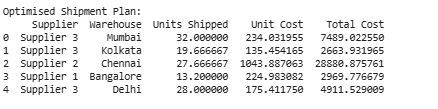 Optimised Shipment Plan:
Supplier Warehouse Units Shipped Unit Cost Total Cost
0 Supplier 3 Mumbai 32.000000 234.031955 7489.022550
1 Supplier 3 Kolkata 19.666667 135.454165 2663.931965
2 Supplier 2 Chennai 27.666667 1043.887063 28880.875761
3 Supplier 1 Bangalore 13.200000 224.983082 2969.776679
4 Supplier 3 Delhi 28.000000 175.411750 4911.529009